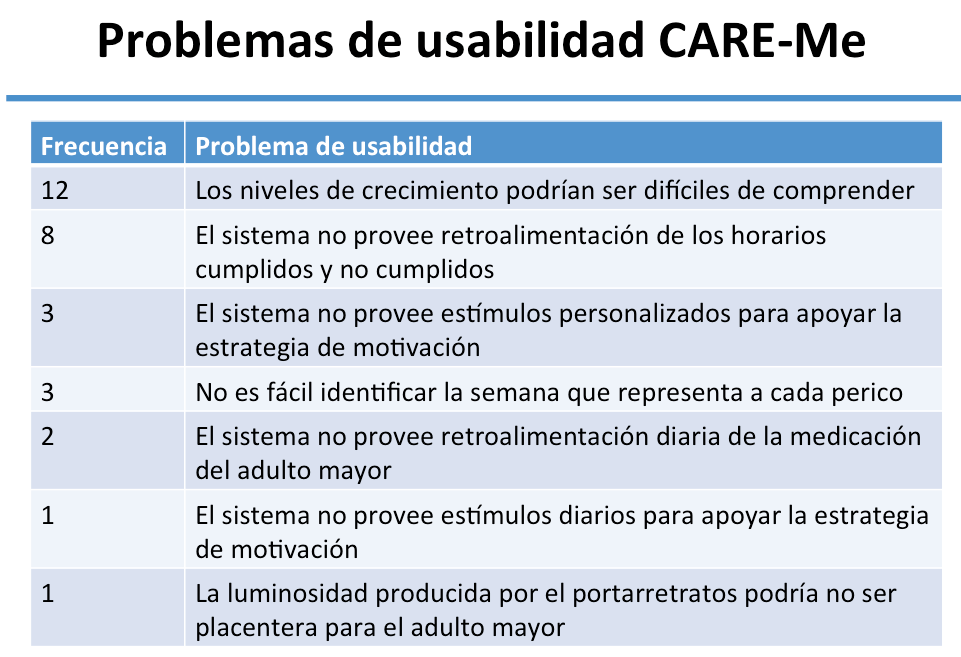 Problemas de usabilidad CARE-Me
Frecuencia Problema de usabilidad
12 Los niveles de crecimiento podrían ser difíciles de comprender
8 El sistema no provee retroalimentación de los horarios
cumplidos y no cumplidos
3 El sistema no provee estímulos personalizados para apoyar la
estrategia de motivación
3 No es fácil identificar la semana que representa a cada perico
2 El sistema no provee retroalimentación diaria de la medicación
del adulto mayor
1 El sistema no provee estímulos diarios para apoyar la estrategia
de motivación
1 La luminosidad producida por el portarretratos podría no ser
placentera para el adulto mayor